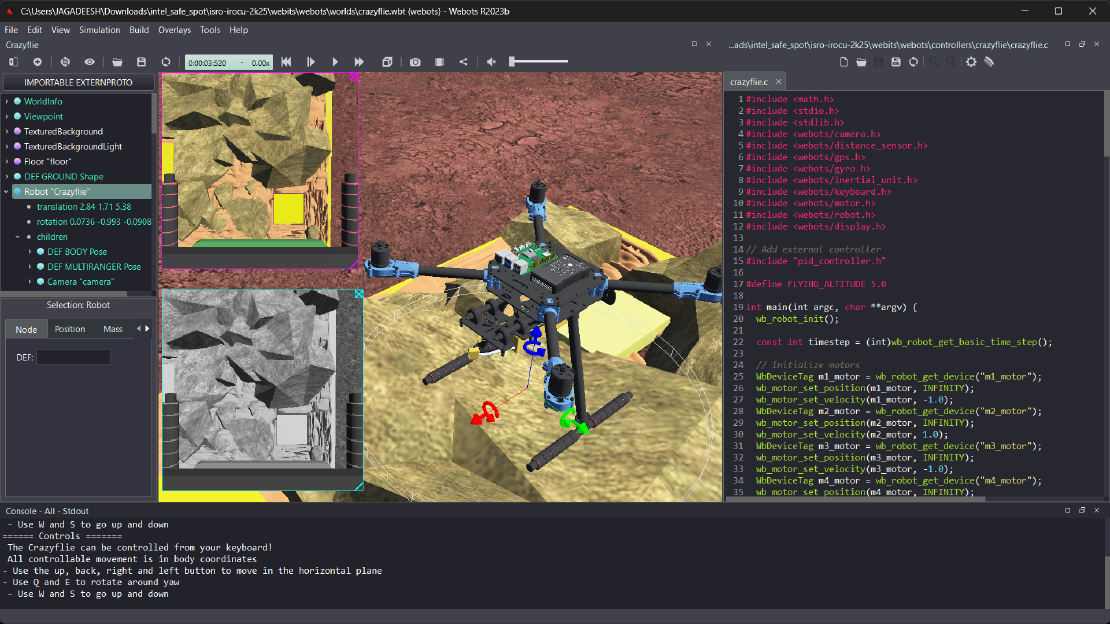 C:\Users\JAGADEESH\Downloads\intel_safe_spot\isro-irocu-2k25\webits\webots\worlds\crazyflie.wbt (webots) - Webots R2023b
File Edit View Simulation Build Overlays Tools Help
Crazyflie
...ads\intel_safe_spot\isro-irocu-2k25\webits\webots\controllers\crazyflie\crazyflie.c
0:00:03:520 - 0.00x
IMPORTABLE EXTERNPROTO
WorldInfo
Viewpoint
TexturedBackground
TexturedBackgroundLight
Floor "floor"
DEF GROUND Shape
Robot "Crazyflie"
translation 2.84 1.71 5.38
rotation 0.0736 -0.993 -0.0908
children
DEF BODY Pose
DEF MULTIRANGER Pose
Camera "camera"
Selection: Robot
Node Position Mass
DEF:
crazyflie.c
1 #include <math.h>
2 #include <stdio.h>
3 #include <stdlib.h>
4 #include <webots/camera.h>
5 #include <webots/distance_sensor.h>
6 #include <webots/gps.h>
7 #include <webots/gyro.h>
8 #include <webots/inertial_unit.h>
9 #include <webots/keyboard.h>
10 #include <webots/motor.h>
11 #include <webots/robot.h>
12 #include <webots/display.h>
13
14 // Add external controller
15 #include "pid_controller.h"
16
17 #define FLYING_ALTITUDE 5.0
18
19 int main(int argc, char **argv) {
20 wb_robot_init();
21
22 const int timestep = (int)wb_robot_get_basic_time_step();
23
24 // Initialize motors
25 WbDeviceTag m1_motor = wb_robot_get_device("m1_motor");
26 wb_motor_set_position(m1_motor, INFINITY);
27 wb_motor_set_velocity(m1_motor, -1.0);
28 WbDeviceTag m2_motor = wb_robot_get_device("m2_motor");
29 wb_motor_set_position(m2_motor, INFINITY);
30 wb_motor_set_velocity(m2_motor, 1.0);
31 WbDeviceTag m3_motor = wb_robot_get_device("m3_motor");
32 wb_motor_set_position(m3_motor, INFINITY);
33 wb_motor_set_velocity(m3_motor, -1.0);
34 WbDeviceTag m4_motor = wb_robot_get_device("m4_motor");
35 wb_motor_set_position(m4_motor, INFINITY);
Console - All - Stdout
- Use W and S to go up and down
====== Controls =======
The Crazyflie can be controlled from your keyboard!
All controllable movement is in body coordinates
- Use the up, back, right and left button to move in the horizontal plane
- Use Q and E to rotate around yaw
- Use W and S to go up and down